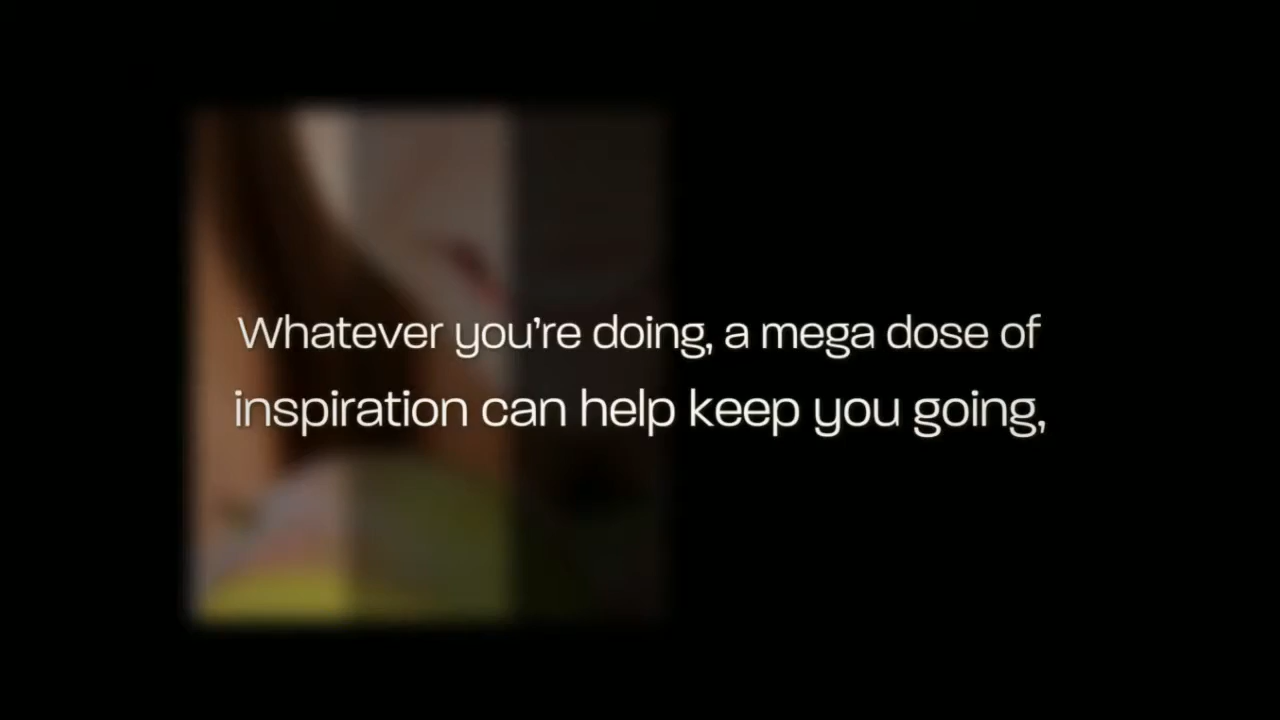 Whatever you’re doing, a mega dose of
inspiration can help keep you going,